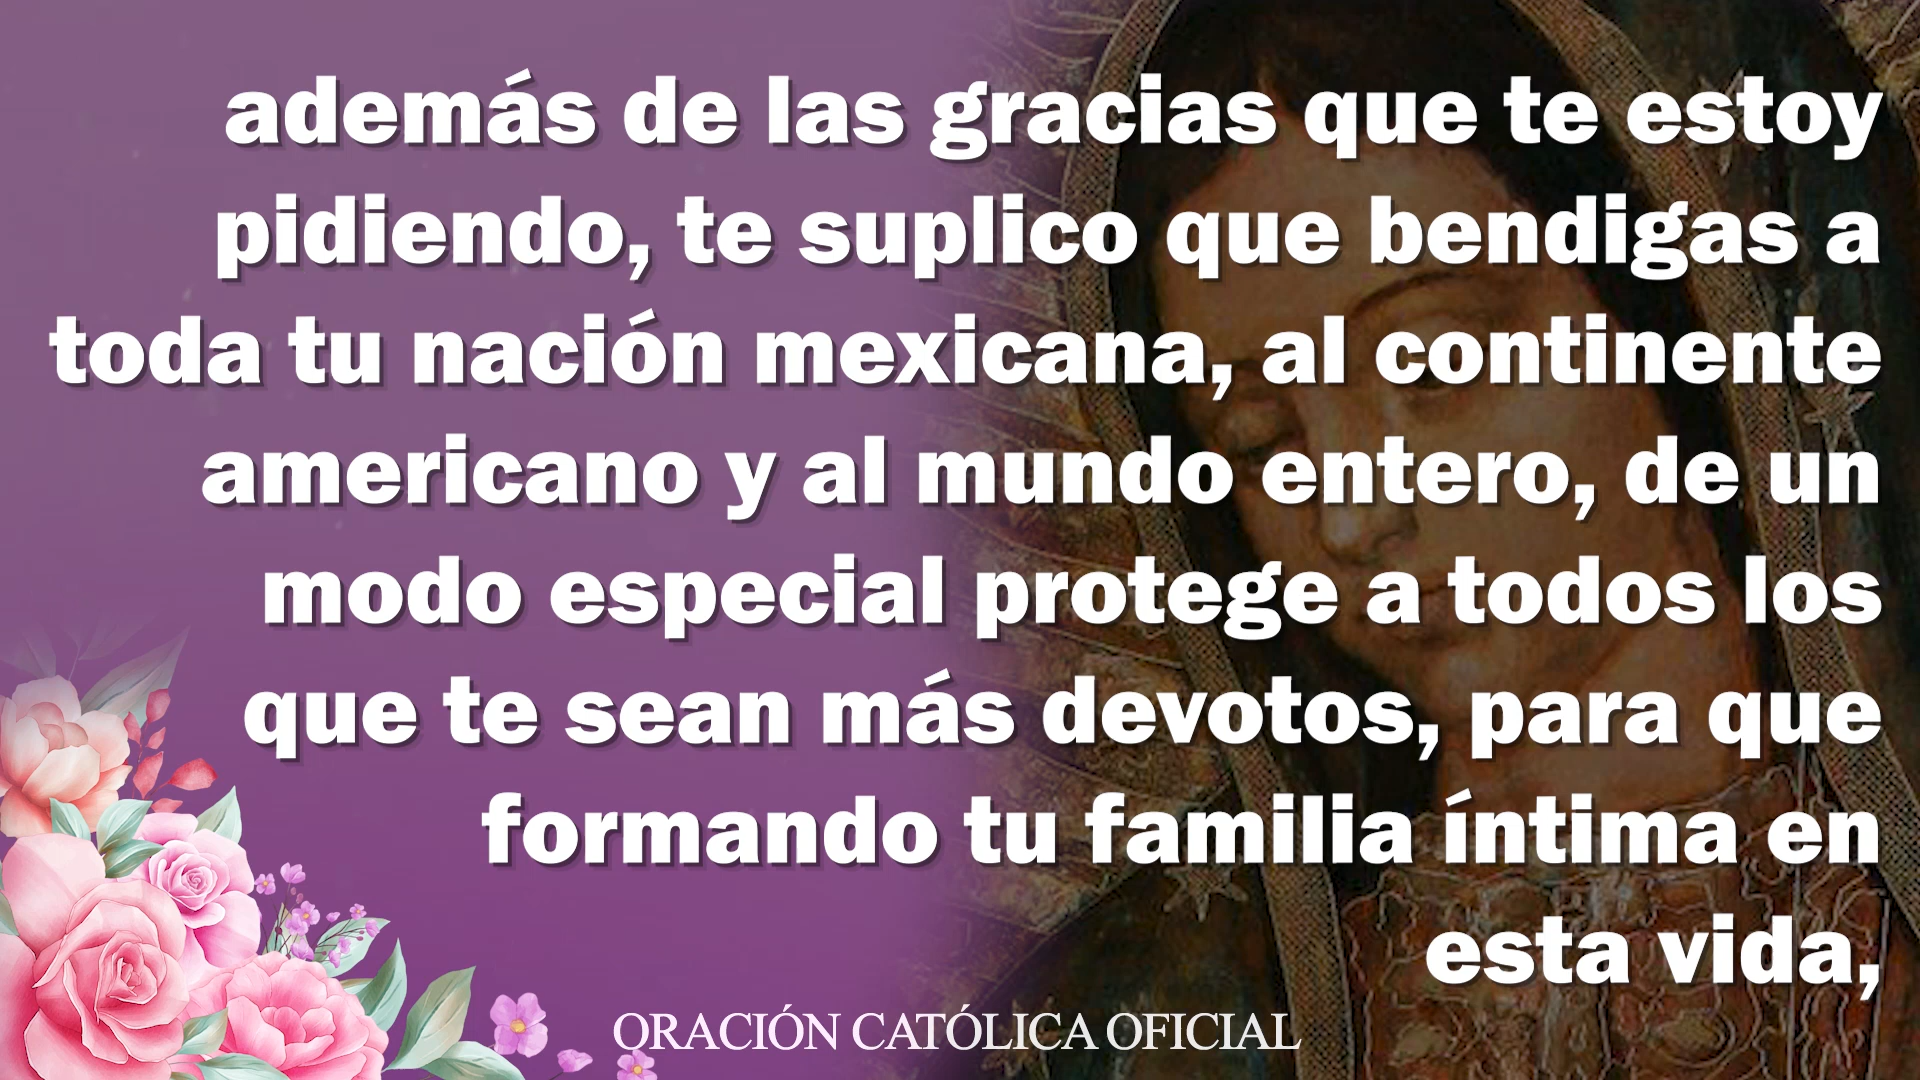 además de las gracias que te estoy
pidiendo, te suplico que bendigas a
toda tu nación mexicana, al continente
americano y al mundo entero, de un
modo especial protege a todos los
que te sean más devotos, para que
formando tu familia íntima en
esta vida,
ORACIÓN CATÓLICA OFICIAL